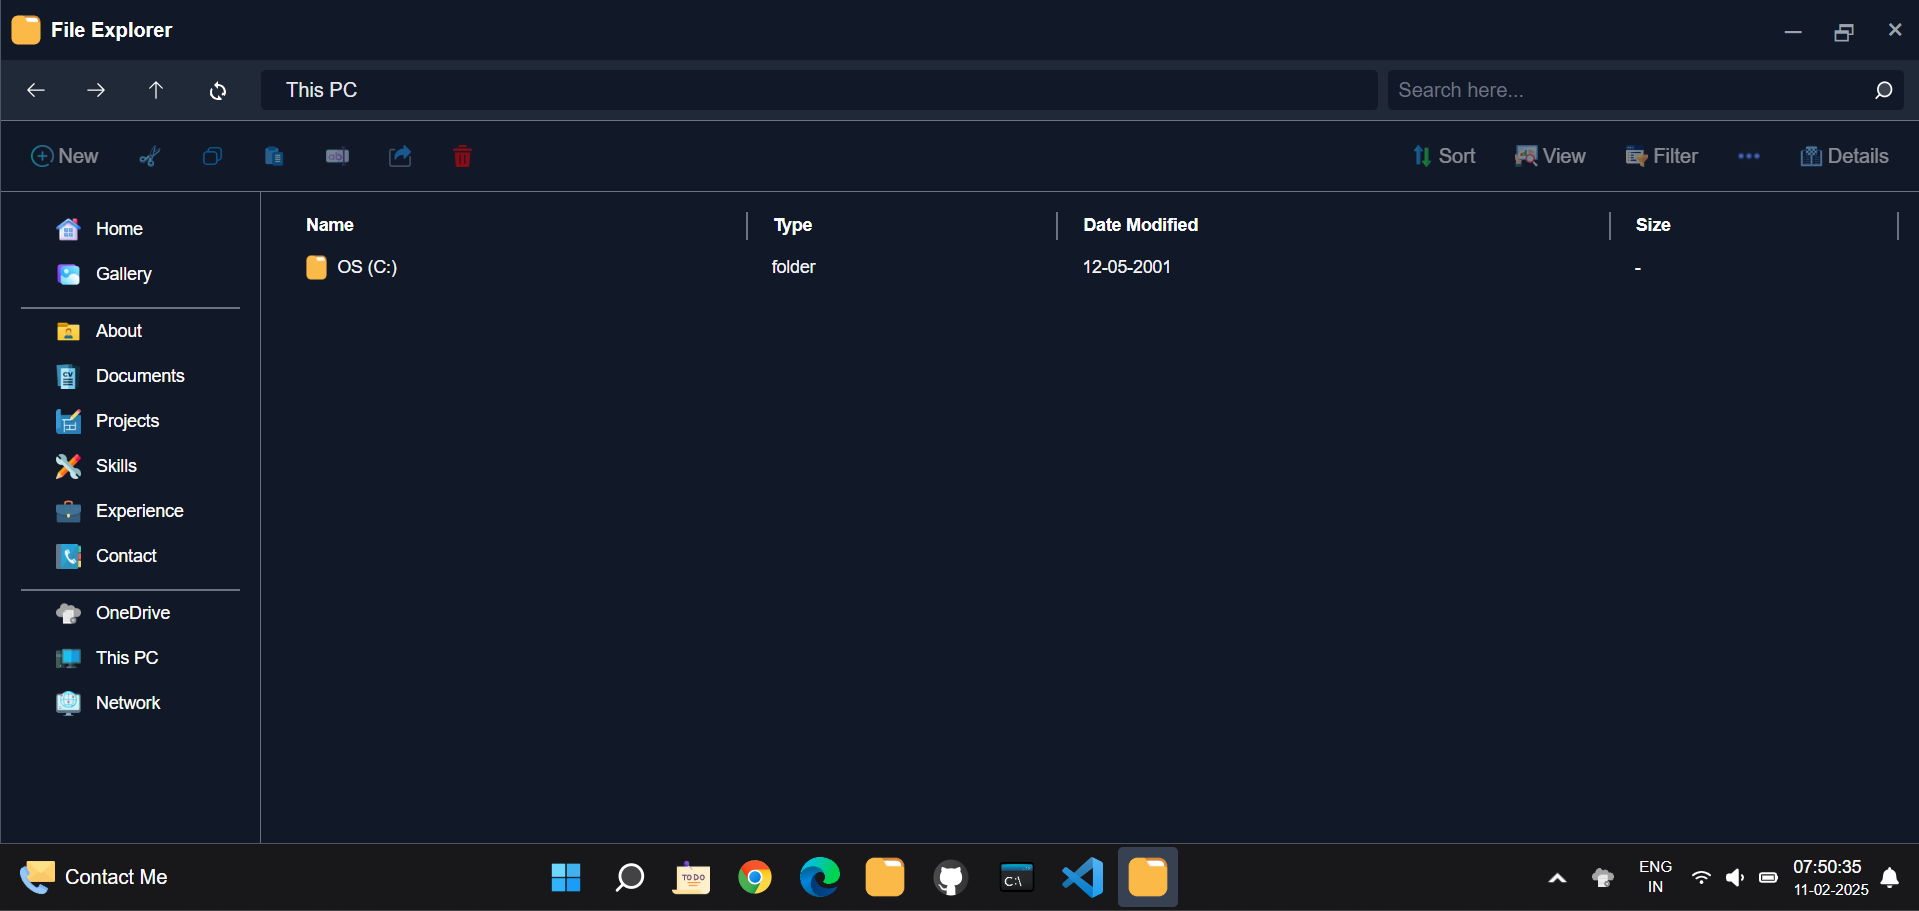 File Explorer
This PC
Search here...
New
Sort
View
Filter
Details
Home
Gallery
About
Documents
Projects
Skills
Experience
Contact
OneDrive
This PC
Network
Name Type Date Modified Size
OS (C:) folder 12-05-2001 -
Contact Me
TO DO
C:\
ENG
IN
07:50:35
11-02-2025